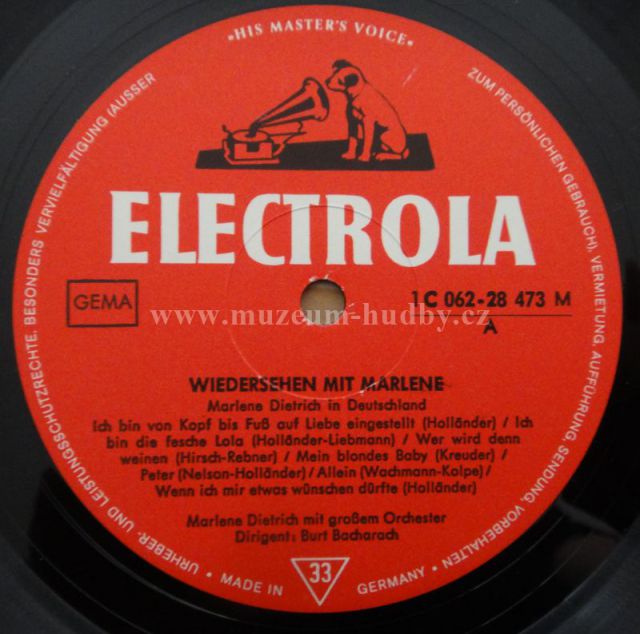 »HIS MASTER'S VOICE«
ELECTROLA
GEMA
1C 062-28 473 M
A
www.muzeum-hudby.cz
WIEDERSEHEN MIT MARLENE
Marlene Dietrich in Deutschland
Ich bin von Kopf bis Fuß auf Liebe eingestellt (Holländer) / Ich
bin die fesche Lola (Holländer-Liebmann) / Wer wird denn
weinen (Hirsch-Rebner) / Mein blondes Baby (Kreuder) /
Peter (Nelson-Holländer) / Allein (Wachmann-Kolpe) /
Wenn ich mir etwas wünschen dürfte (Holländer)
Marlene Dietrich mit großem Orchester
Dirigent: Burt Bacharach
33
URHEBER- UND LEISTUNGSSCHUTZRECHTE, BESONDERS VERVIELFÄLTIGUNG (AUSSER
ZUM PERSÖNLICHEN GEBRAUCH), VERMIETUNG, AUFFÜHRUNG, SENDUNG, VORBEHALTEN
• MADE IN GERMANY •